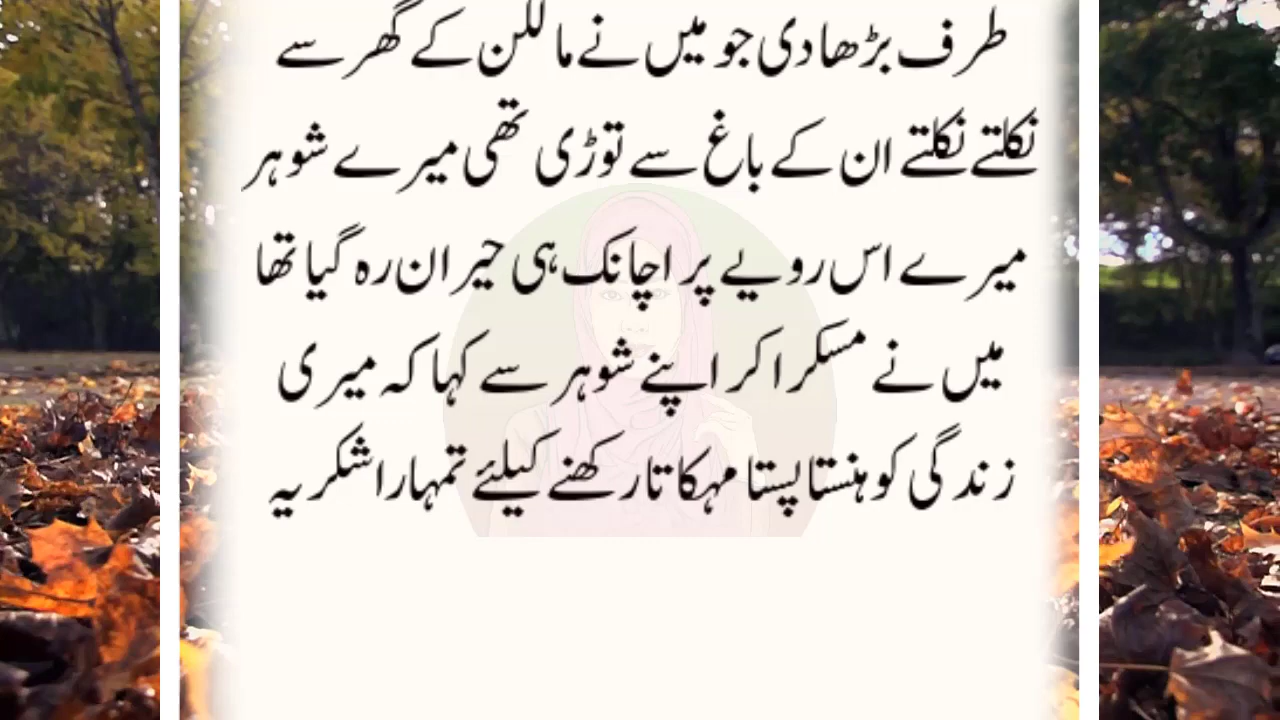 طرف بڑھا دی جو میں نے مالکن کے گھر سے
نکلتے نکلتے ان کے باغ سے توڑی تھی میرے شوہر
میرے اس رویے پر اچانک ہی حیران رہ گیا تھا
میں نے مسکرا کر اپنے شوہر سے کہا کہ میری
زندگی کو ہنستا پستا مہکاتا رکھنے کیلئے تمہارا شکریہ